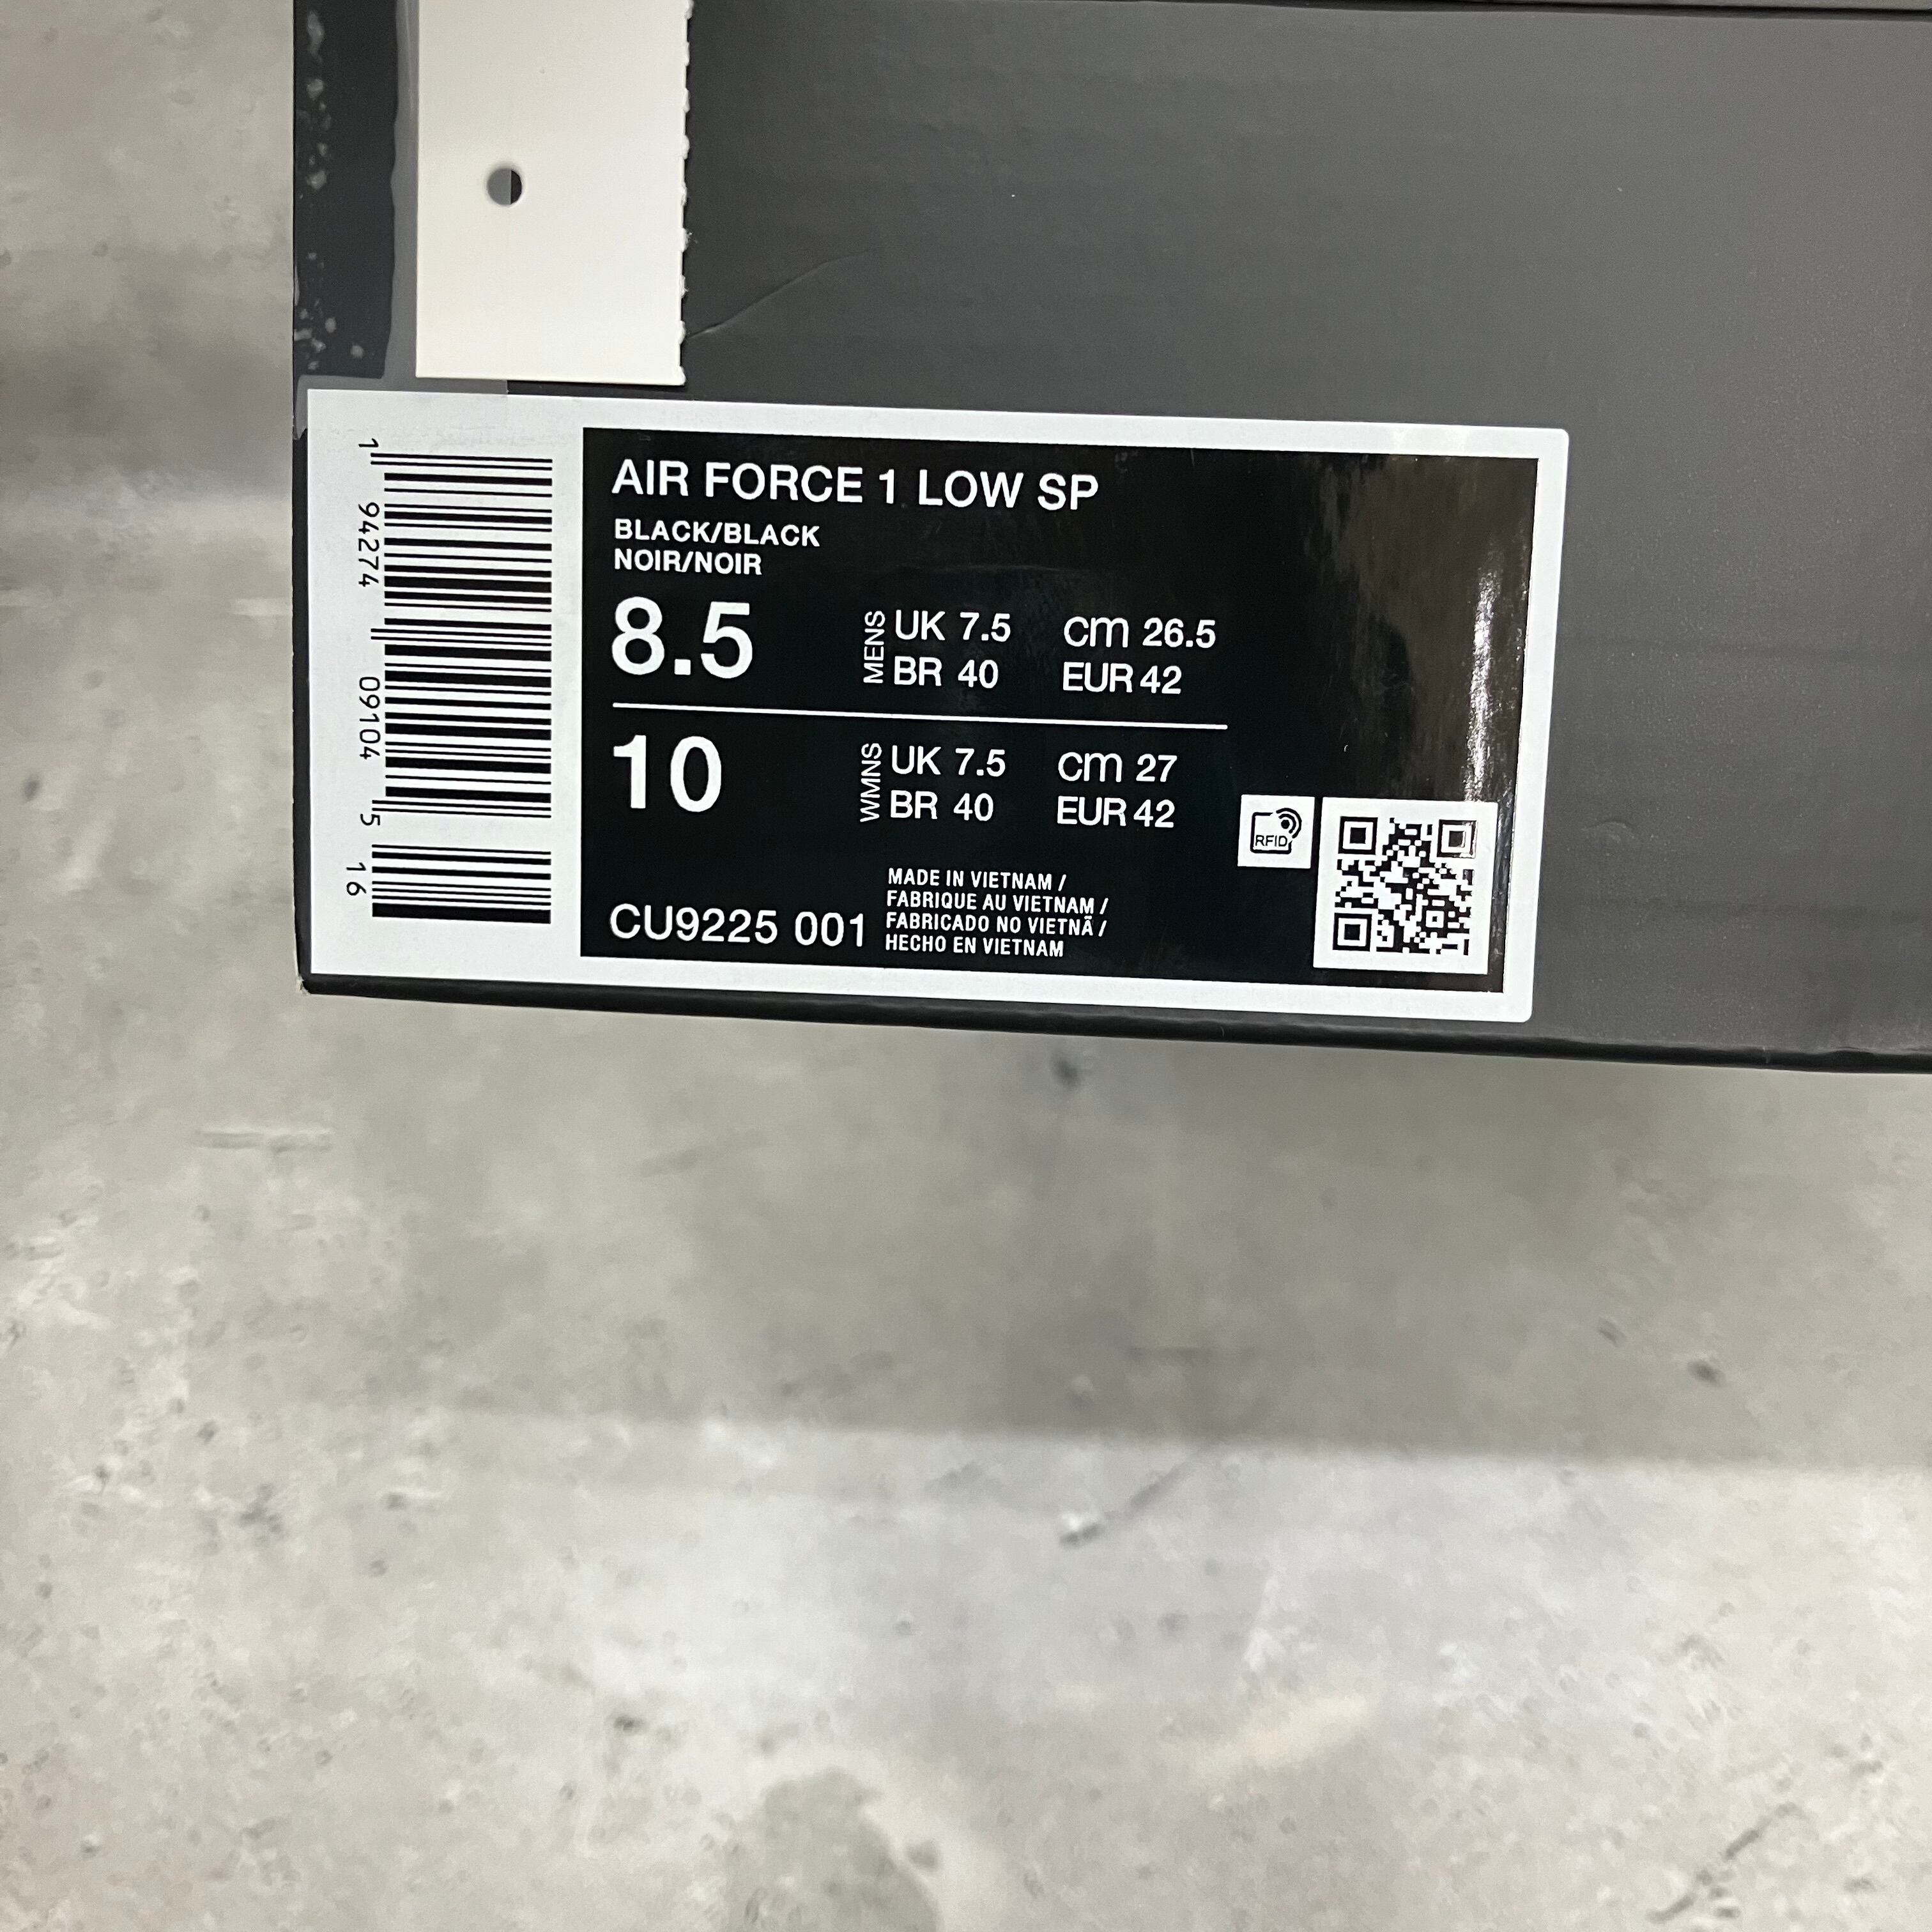 1 94274 09104 5 16
AIR FORCE 1 LOW SP
BLACK/BLACK
NOIR/NOIR
8.5 MENS UK 7.5 cm 26.5
BR 40 EUR 42
10 WMNS UK 7.5 cm 27
BR 40 EUR 42
RFID
CU9225 001
MADE IN VIETNAM /
FABRIQUE AU VIETNAM /
FABRICADO NO VIETNÃ /
HECHO EN VIETNAM